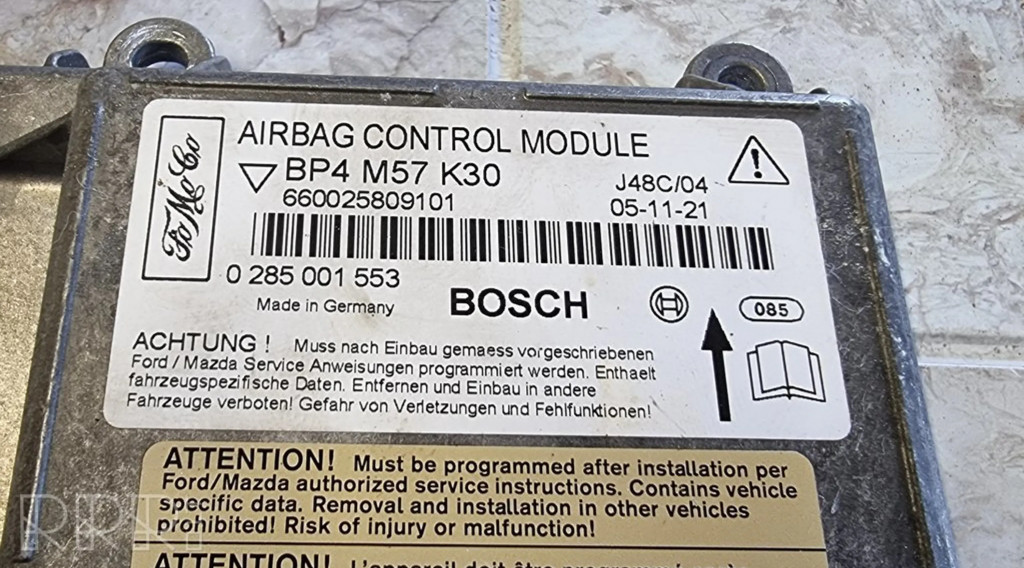 FoMoCo
AIRBAG CONTROL MODULE
BP4 M57 K30
660025809101
J48C/04
05-11-21
0 285 001 553
Made in Germany
BOSCH
085
ACHTUNG ! Muss nach Einbau gemaess vorgeschriebenen
Ford / Mazda Service Anweisungen programmiert werden. Enthaelt
fahrzeugspezifische Daten. Entfernen und Einbau in andere
Fahrzeuge verboten! Gefahr von Verletzungen und Fehlfunktionen!
ATTENTION! Must be programmed after installation per
Ford/Mazda authorized service instructions. Contains vehicle
specific data. Removal and installation in other vehicles
prohibited! Risk of injury or malfunction!
ATTENTION! L'appareil doit être